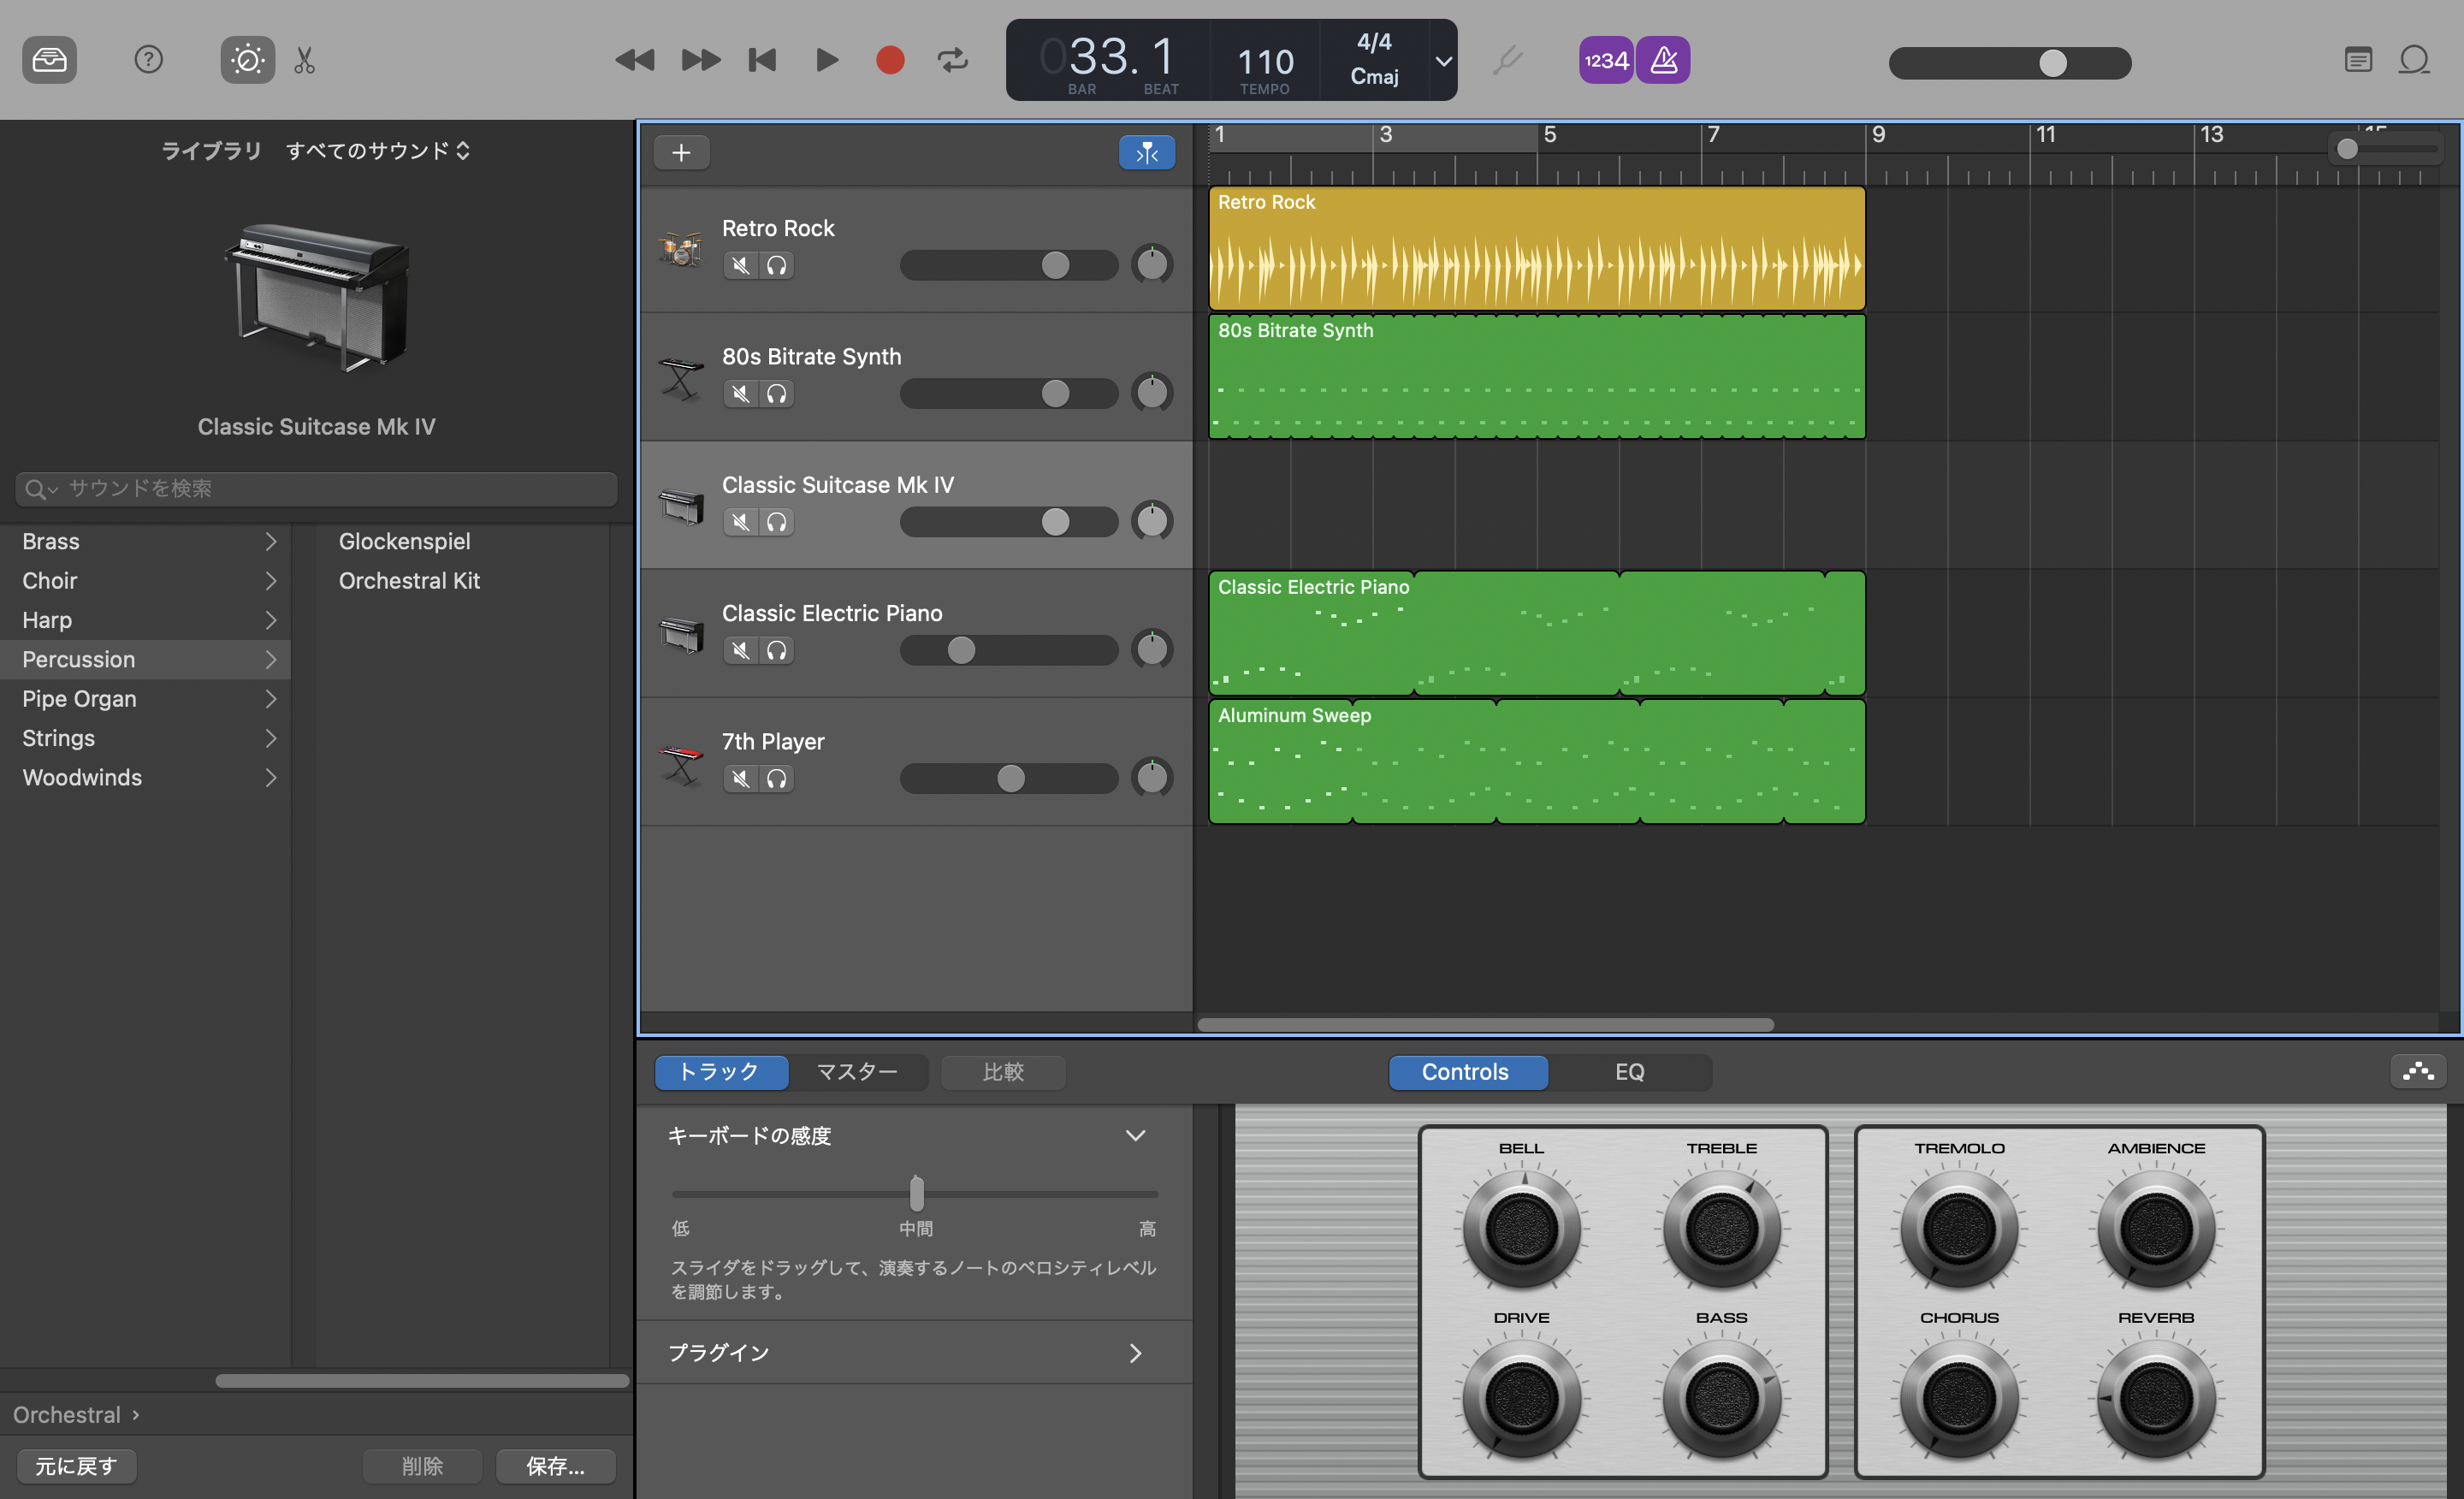 033. 1
BAR
BEAT
110
TEMPO
4/4
Cmaj
1234
ライブラリ すべてのサウンド
Classic Suitcase Mk IV
サウンドを検索
Brass
Choir
Harp
Percussion
Pipe Organ
Strings
Woodwinds
Glockenspiel
Orchestral Kit
Orchestral ›
元に戻す
削除
保存...
1 3 5 7 9 11 13 15
Retro Rock
80s Bitrate Synth
Classic Suitcase Mk IV
Classic Electric Piano
7th Player
Retro Rock
80s Bitrate Synth
Classic Electric Piano
Aluminum Sweep
トラック
マスター
比較
Controls
EQ
キーボードの感度
低 中間 高
スライダをドラッグして、演奏するノートのベロシティレベル
を調節します。
プラグイン
BELL
TREBLE
TREMOLO
AMBIENCE
DRIVE
BASS
CHORUS
REVERB